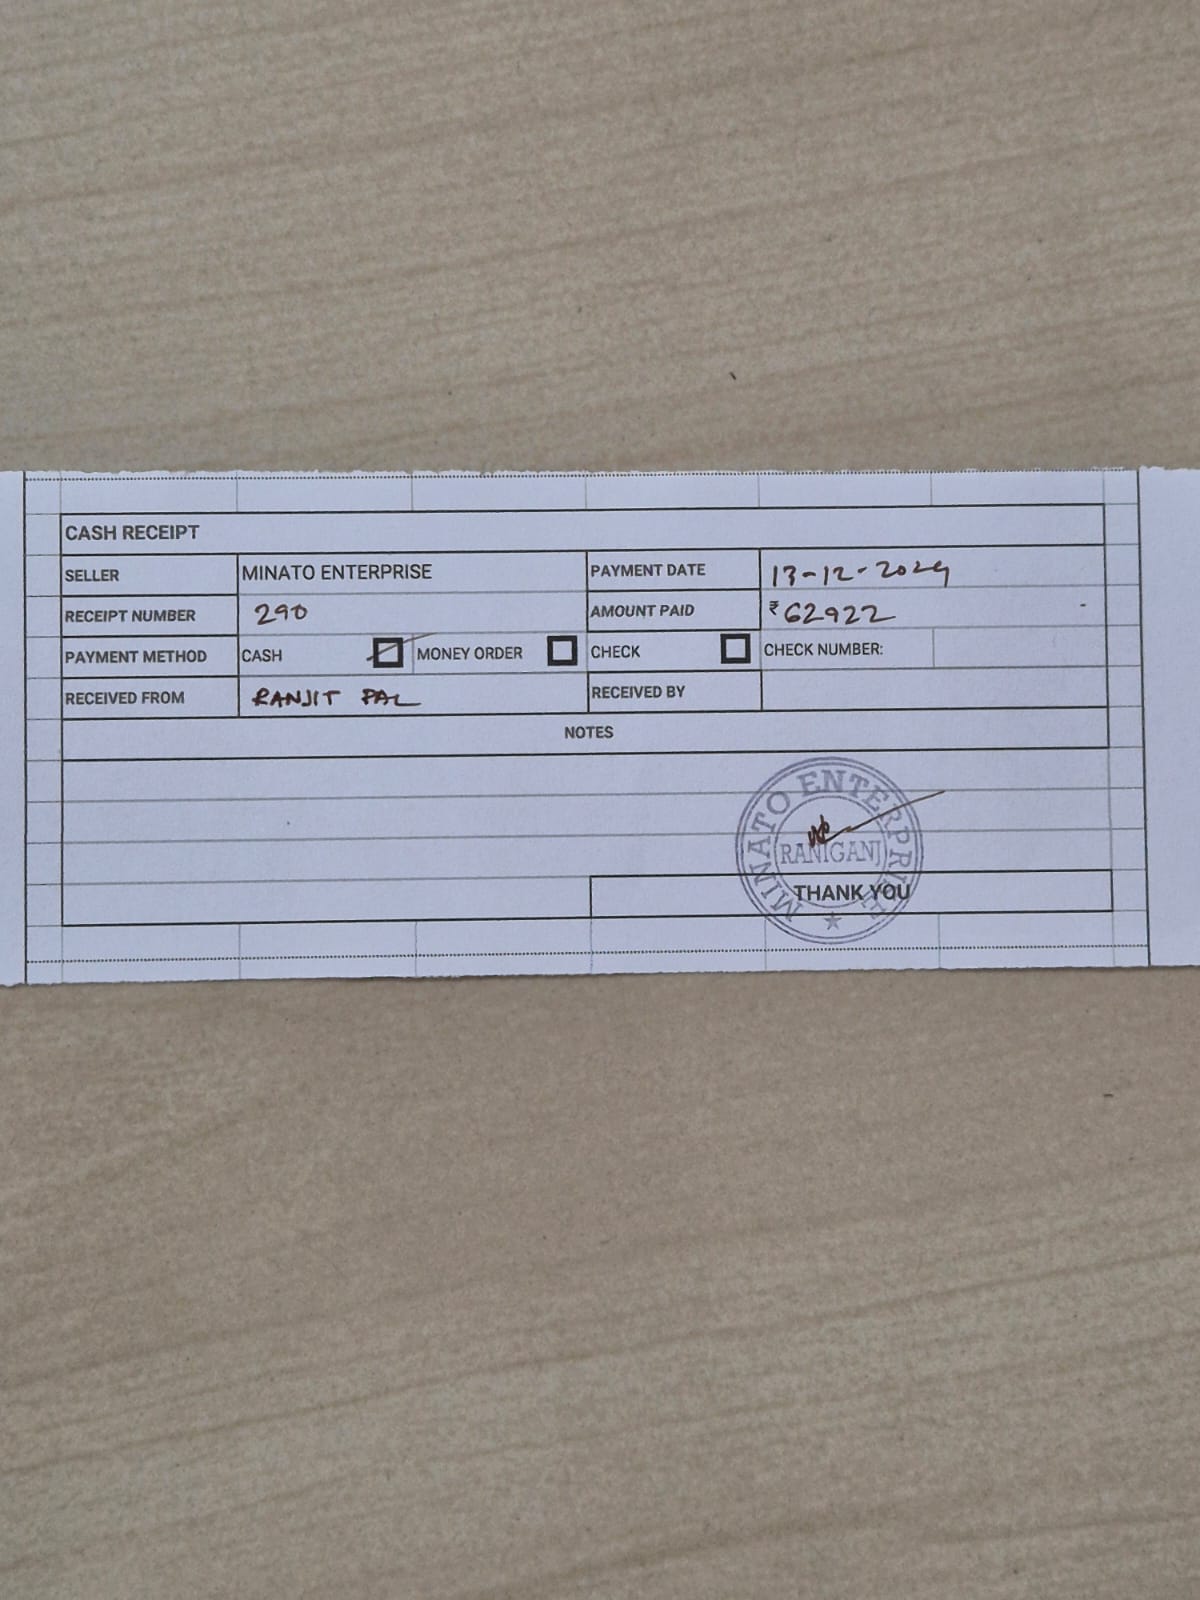 CASH RECEIPT
SELLER MINATO ENTERPRISE PAYMENT DATE 13-12-2024
RECEIPT NUMBER 290 AMOUNT PAID ₹62922
PAYMENT METHOD CASH MONEY ORDER CHECK CHECK NUMBER:
RECEIVED FROM RANJIT PAL RECEIVED BY
NOTES
MINATO ENTERPRISE
RANIGANJ
THANK YOU